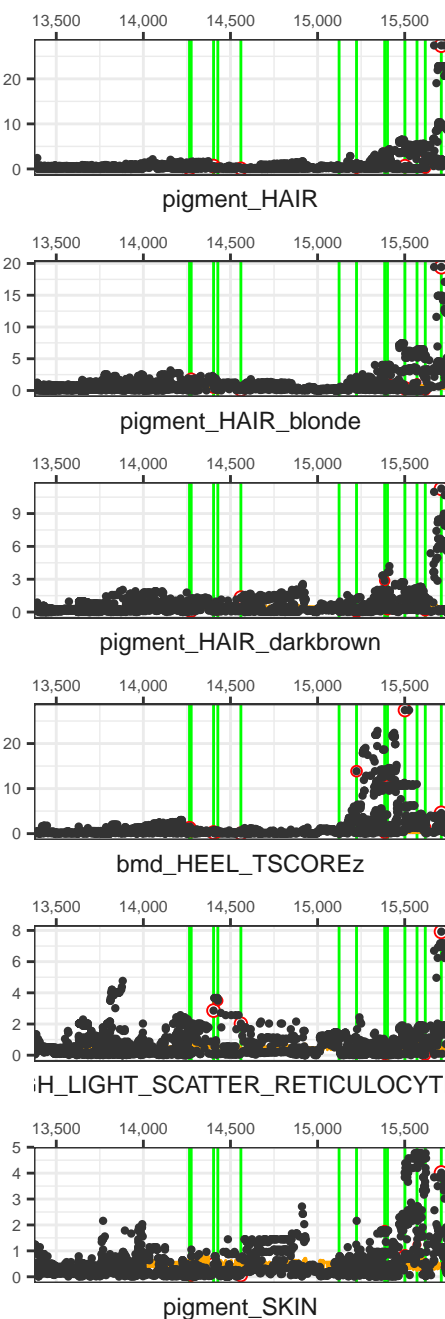 13,500 14,000 14,500 15,000 15,500
20
10
0
pigment_HAIR
13,500 14,000 14,500 15,000 15,500
20
15
10
5
0
pigment_HAIR_blonde
13,500 14,000 14,500 15,000 15,500
9
6
3
0
pigment_HAIR_darkbrown
13,500 14,000 14,500 15,000 15,500
20
10
0
bmd_HEEL_TSCOREz
13,500 14,000 14,500 15,000 15,500
8
6
4
2
0
GH_LIGHT_SCATTER_RETICULOCYT
13,500 14,000 14,500 15,000 15,500
5
4
3
2
1
0
pigment_SKIN